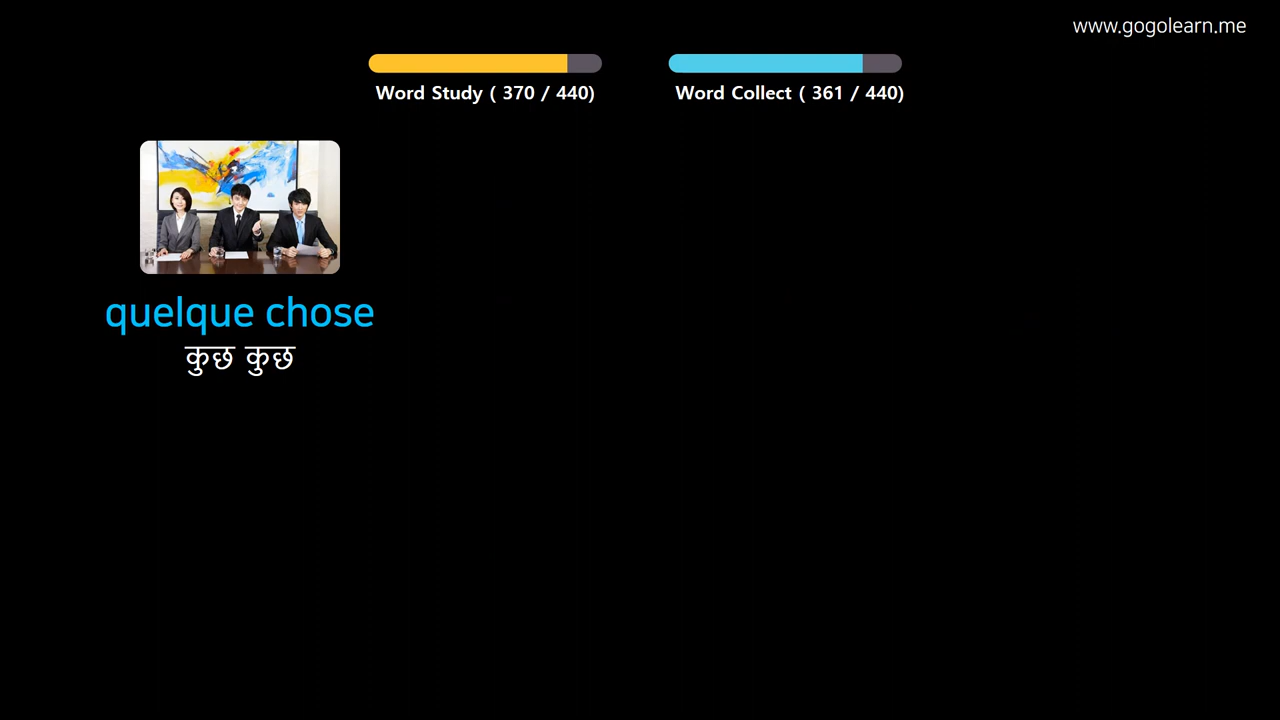 www.gogolearn.me
Word Study ( 370 / 440)
Word Collect ( 361 / 440)
quelque chose
कुछ कुछ